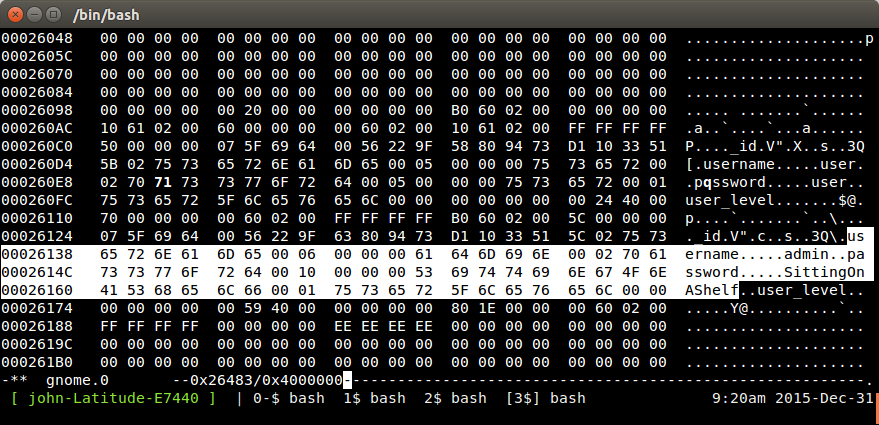 /bin/bash
00026048 00 00 00 00 00 00 00 00 00 00 00 00 00 00 00 00 00 00 00 00 ....................p
0002605C 00 00 00 00 00 00 00 00 00 00 00 00 00 00 00 00 00 00 00 00 ....................
00026070 00 00 00 00 00 00 00 00 00 00 00 00 00 00 00 00 00 00 00 00 ....................
00026084 00 00 00 00 00 00 00 00 00 00 00 00 00 00 00 00 00 00 00 00 ....................
00026098 00 00 00 00 00 20 00 00 00 00 00 00 B0 60 02 00 00 00 00 00 ..... .......`......
000260AC 10 61 02 00 60 00 00 00 00 60 02 00 10 61 02 00 FF FF FF FF .a..`....`...a......
000260C0 50 00 00 00 07 5F 69 64 00 56 22 9F 58 80 94 73 D1 10 33 51 P...._id.V".X..s..3Q
000260D4 5B 02 75 73 65 72 6E 61 6D 65 00 05 00 00 00 75 73 65 72 00 [.username.....user.
000260E8 02 70 71 73 73 77 6F 72 64 00 05 00 00 00 75 73 65 72 00 01 .pqssword.....user..
000260FC 75 73 65 72 5F 6C 65 76 65 6C 00 00 00 00 00 00 00 24 40 00 user_level.......$@.
00026110 70 00 00 00 00 60 02 00 FF FF FF FF B0 60 02 00 5C 00 00 00 p....`.......`..\...
00026124 07 5F 69 64 00 56 22 9F 63 80 94 73 D1 10 33 51 5C 02 75 73 ._id.V".c..s..3Q\.us
00026138 65 72 6E 61 6D 65 00 06 00 00 00 61 64 6D 69 6E 00 02 70 61 ername.....admin..pa
0002614C 73 73 77 6F 72 64 00 10 00 00 00 53 69 74 74 69 6E 67 4F 6E ssword.....SittingOn
00026160 41 53 68 65 6C 66 00 01 75 73 65 72 5F 6C 65 76 65 6C 00 00 AShelf..user_level..
00026174 00 00 00 00 00 59 40 00 00 00 00 00 80 1E 00 00 00 60 02 00 .....Y@..........`..
00026188 FF FF FF FF 00 00 00 00 EE EE EE EE 00 00 00 00 00 00 00 00 ....................
0002619C 00 00 00 00 00 00 00 00 00 00 00 00 00 00 00 00 00 00 00 00 ....................
000261B0 00 00 00 00 00 00 00 00 00 00 00 00 00 00 00 00 00 00 00 00 ....................
-** gnome.0 --0x26483/0x4000000-----------------------------------------------------------.
[ john-Latitude-E7440 ] | 0-$ bash 1$ bash 2$ bash [3$] bash 9:20am 2015-Dec-31